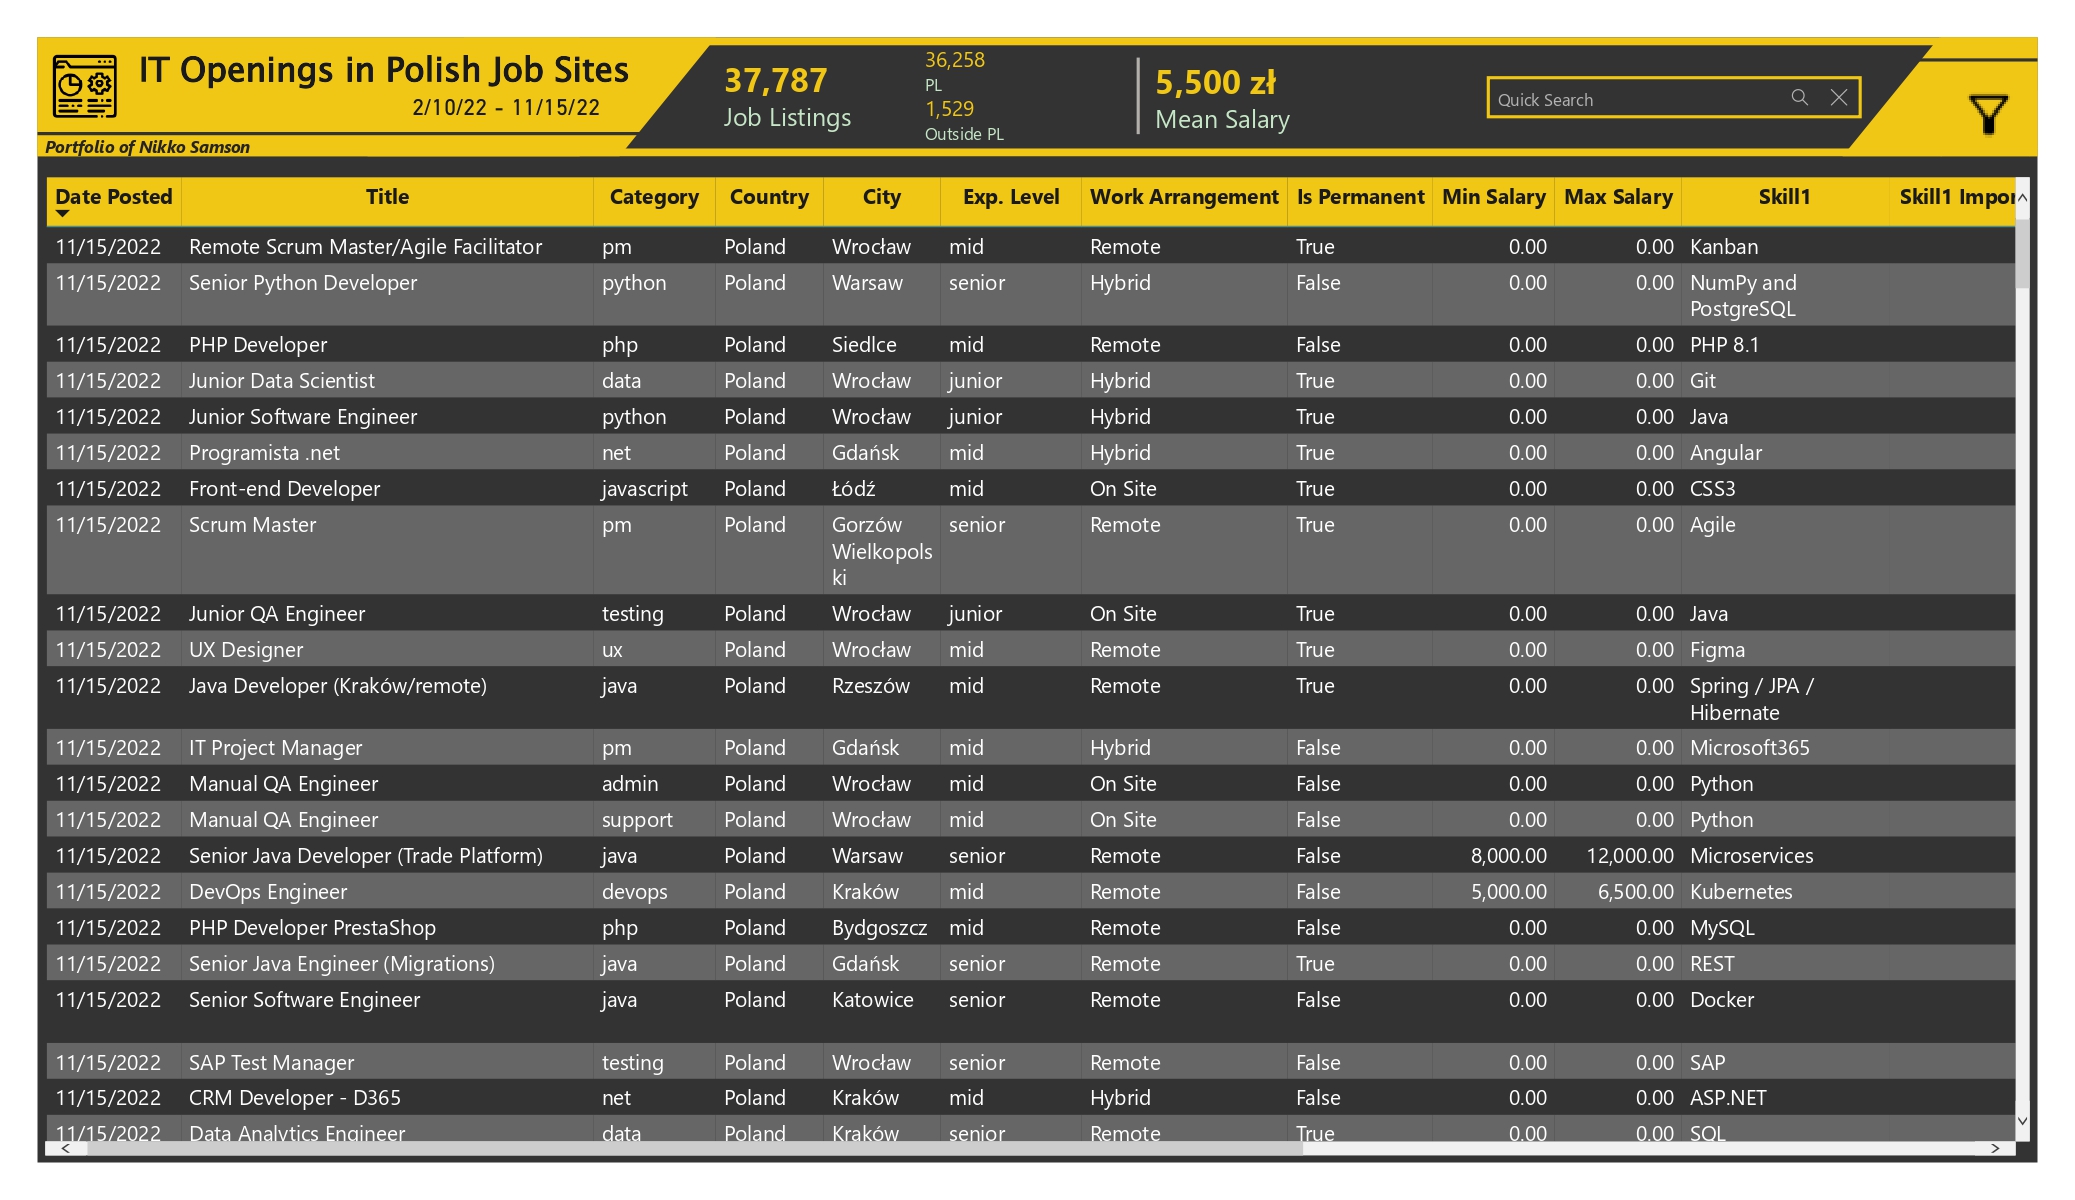 IT Openings in Polish Job Sites
2/10/22 - 11/15/22
Portfolio of Nikko Samson
37,787
Job Listings
36,258
PL
1,529
Outside PL
5,500 zł
Mean Salary
Quick Search
Date Posted Title Category Country City Exp. Level Work Arrangement Is Permanent Min Salary Max Salary Skill1 Skill1 Impor
11/15/2022 Remote Scrum Master/Agile Facilitator pm Poland Wrocław mid Remote True 0.00 0.00 Kanban
11/15/2022 Senior Python Developer python Poland Warsaw senior Hybrid False 0.00 0.00 NumPy and
PostgreSQL
11/15/2022 PHP Developer php Poland Siedlce mid Remote False 0.00 0.00 PHP 8.1
11/15/2022 Junior Data Scientist data Poland Wrocław junior Hybrid True 0.00 0.00 Git
11/15/2022 Junior Software Engineer python Poland Wrocław junior Hybrid True 0.00 0.00 Java
11/15/2022 Programista .net net Poland Gdańsk mid Hybrid True 0.00 0.00 Angular
11/15/2022 Front-end Developer javascript Poland Łódź mid On Site True 0.00 0.00 CSS3
11/15/2022 Scrum Master pm Poland Gorzów senior Remote True 0.00 0.00 Agile
Wielkopols
ki
11/15/2022 Junior QA Engineer testing Poland Wrocław junior On Site True 0.00 0.00 Java
11/15/2022 UX Designer ux Poland Wrocław mid Remote True 0.00 0.00 Figma
11/15/2022 Java Developer (Kraków/remote) java Poland Rzeszów mid Remote True 0.00 0.00 Spring / JPA /
Hibernate
11/15/2022 IT Project Manager pm Poland Gdańsk mid Hybrid False 0.00 0.00 Microsoft365
11/15/2022 Manual QA Engineer admin Poland Wrocław mid On Site False 0.00 0.00 Python
11/15/2022 Manual QA Engineer support Poland Wrocław mid On Site False 0.00 0.00 Python
11/15/2022 Senior Java Developer (Trade Platform) java Poland Warsaw senior Remote False 8,000.00 12,000.00 Microservices
11/15/2022 DevOps Engineer devops Poland Kraków mid Remote False 5,000.00 6,500.00 Kubernetes
11/15/2022 PHP Developer PrestaShop php Poland Bydgoszcz mid Remote False 0.00 0.00 MySQL
11/15/2022 Senior Java Engineer (Migrations) java Poland Gdańsk senior Remote True 0.00 0.00 REST
11/15/2022 Senior Software Engineer java Poland Katowice senior Remote False 0.00 0.00 Docker
11/15/2022 SAP Test Manager testing Poland Wrocław senior Remote False 0.00 0.00 SAP
11/15/2022 CRM Developer - D365 net Poland Kraków mid Hybrid False 0.00 0.00 ASP.NET
11/15/2022 Data Analytics Engineer data Poland Kraków senior Remote True 0.00 0.00 SQL